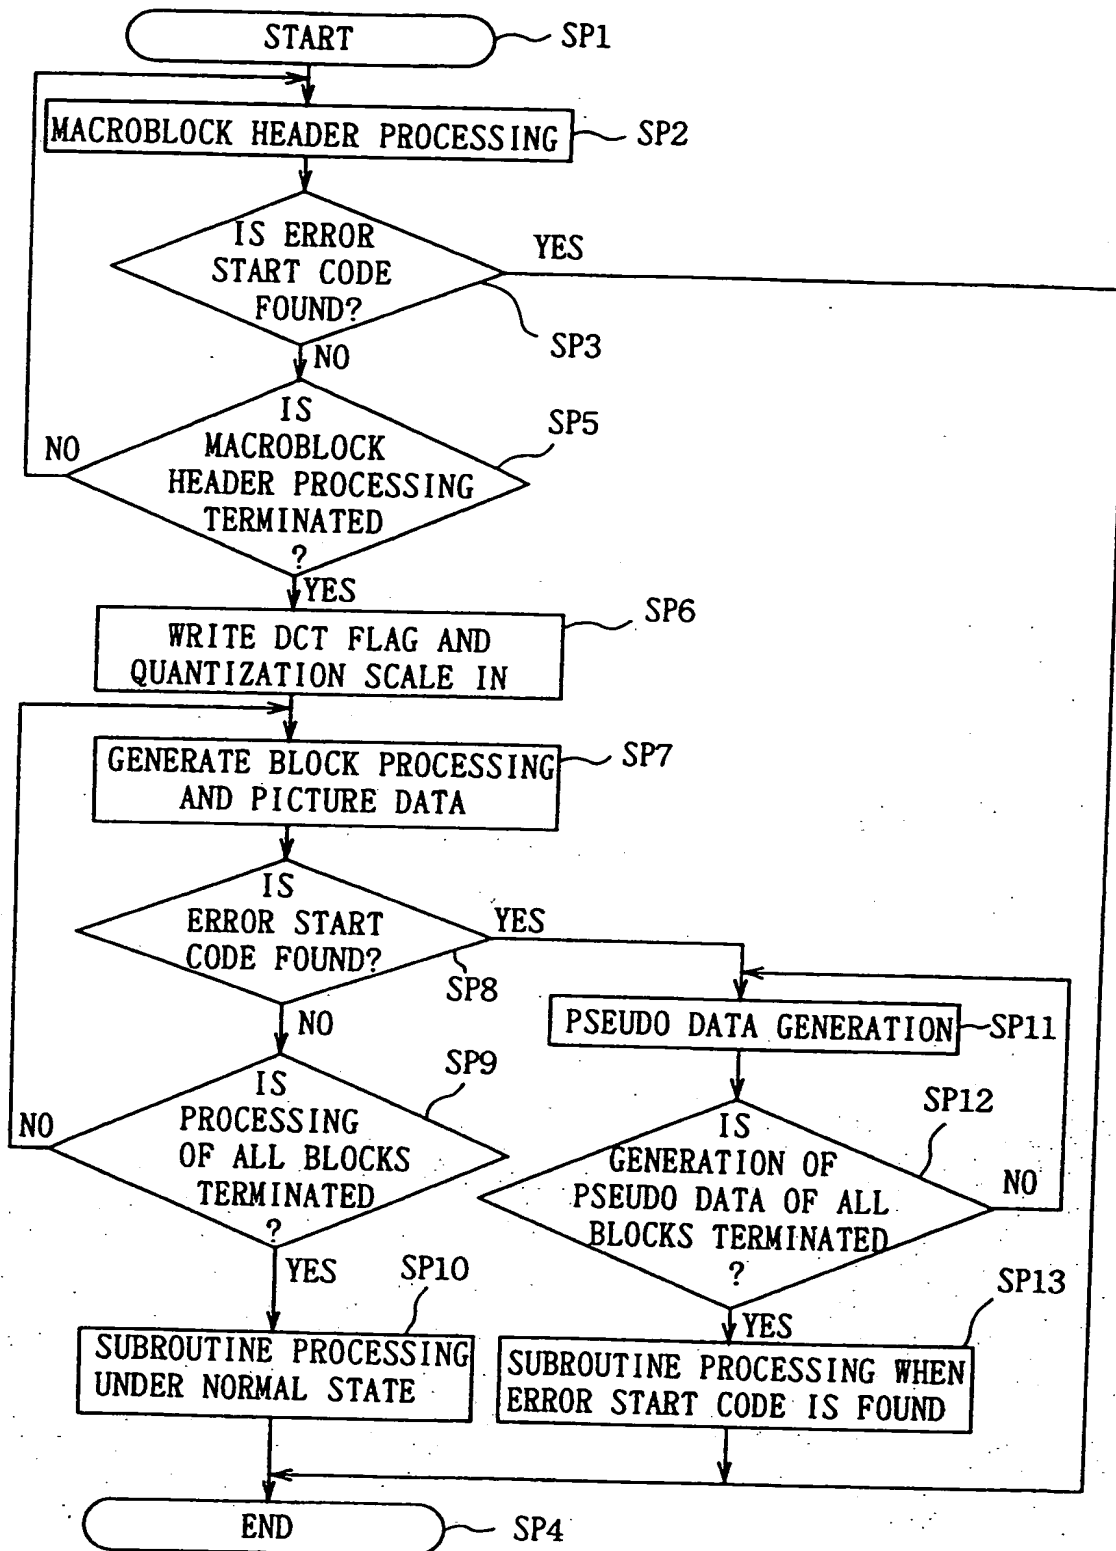 START
SP1
MACROBLOCK HEADER PROCESSING
SP2
IS ERROR
START CODE
FOUND?
YES
SP3
NO
IS
MACROBLOCK
HEADER PROCESSING
TERMINATED
?
NO
SP5
YES
WRITE DCT FLAG AND
QUANTIZATION SCALE IN
SP6
GENERATE BLOCK PROCESSING
AND PICTURE DATA
SP7
IS
ERROR START
CODE FOUND?
YES
SP8
NO
PSEUDO DATA GENERATION
SP11
IS
PROCESSING
OF ALL BLOCKS
TERMINATED
?
SP9
NO
YES
IS
GENERATION OF
PSEUDO DATA OF ALL
BLOCKS TERMINATED
?
SP12
NO
YES
SP10
SUBROUTINE PROCESSING
UNDER NORMAL STATE
SP13
SUBROUTINE PROCESSING WHEN
ERROR START CODE IS FOUND
END
SP4